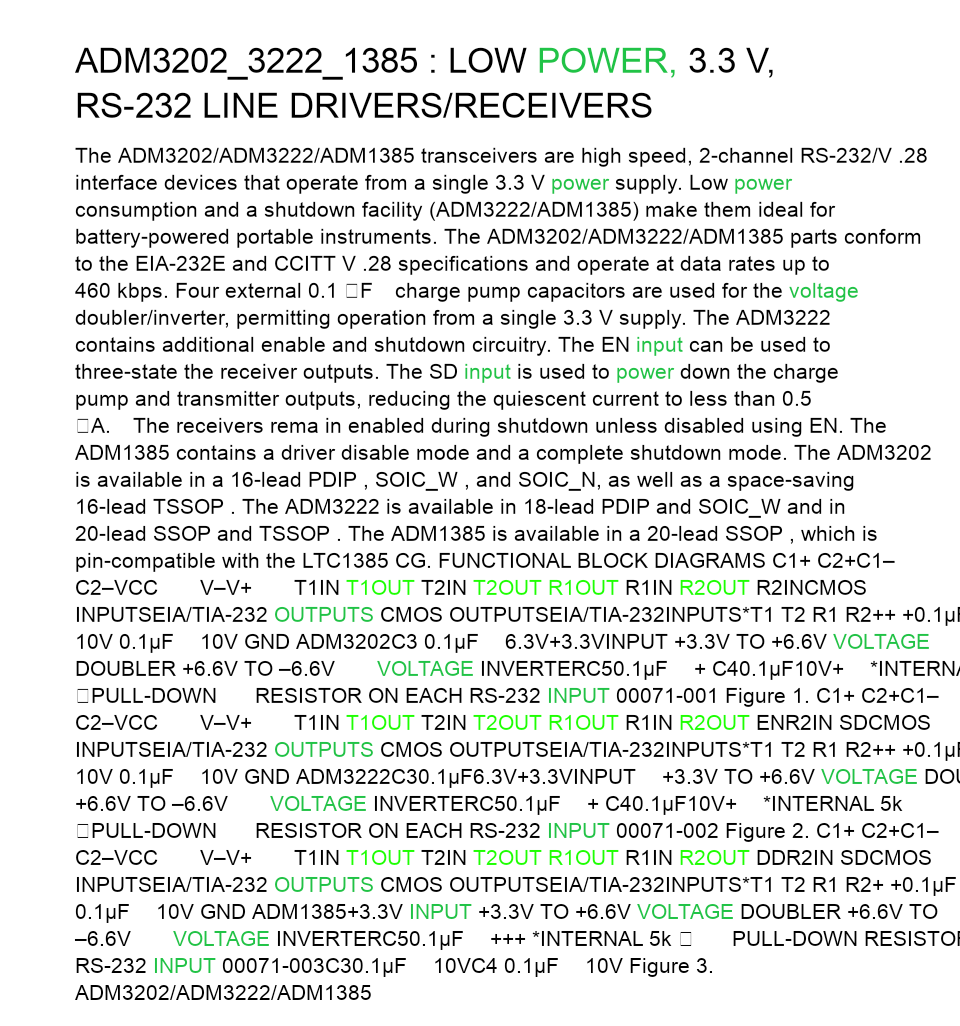 ADM3202_3222_1385 : LOW POWER, 3.3 V,
RS-232 LINE DRIVERS/RECEIVERS
The ADM3202/ADM3222/ADM1385 transceivers are high speed, 2-channel RS-232/V .28
interface devices that operate from a single 3.3 V power supply. Low power
consumption and a shutdown facility (ADM3222/ADM1385) make them ideal for
battery-powered portable instruments. The ADM3202/ADM3222/ADM1385 parts conform
to the EIA-232E and CCITT V .28 specifications and operate at data rates up to
460 kbps. Four external 0.1 □F charge pump capacitors are used for the voltage
doubler/inverter, permitting operation from a single 3.3 V supply. The ADM3222
contains additional enable and shutdown circuitry. The EN input can be used to
three-state the receiver outputs. The SD input is used to power down the charge
pump and transmitter outputs, reducing the quiescent current to less than 0.5
□A. The receivers rema in enabled during shutdown unless disabled using EN. The
ADM1385 contains a driver disable mode and a complete shutdown mode. The ADM3202
is available in a 16-lead PDIP , SOIC_W , and SOIC_N, as well as a space-saving
16-lead TSSOP . The ADM3222 is available in 18-lead PDIP and SOIC_W and in
20-lead SSOP and TSSOP . The ADM1385 is available in a 20-lead SSOP , which is
pin-compatible with the LTC1385 CG. FUNCTIONAL BLOCK DIAGRAMS C1+ C2+C1–
C2–VCC V–V+ T1IN T1OUT T2IN T2OUT R1OUT R1IN R2OUT R2INCMOS
INPUTSEIA/TIA-232 OUTPUTS CMOS OUTPUTSEIA/TIA-232INPUTS*T1 T2 R1 R2++ +0.1µF
10V 0.1µF 10V GND ADM3202C3 0.1µF 6.3V+3.3VINPUT +3.3V TO +6.6V VOLTAGE
DOUBLER +6.6V TO –6.6V VOLTAGE INVERTERC50.1µF + C40.1µF10V+ *INTERNA
□PULL-DOWN RESISTOR ON EACH RS-232 INPUT 00071-001 Figure 1. C1+ C2+C1–
C2–VCC V–V+ T1IN T1OUT T2IN T2OUT R1OUT R1IN R2OUT ENR2IN SDCMOS
INPUTSEIA/TIA-232 OUTPUTS CMOS OUTPUTSEIA/TIA-232INPUTS*T1 T2 R1 R2++ +0.1µF
10V 0.1µF 10V GND ADM3222C30.1µF6.3V+3.3VINPUT +3.3V TO +6.6V VOLTAGE DOU
+6.6V TO –6.6V VOLTAGE INVERTERC50.1µF + C40.1µF10V+ *INTERNAL 5k
□PULL-DOWN RESISTOR ON EACH RS-232 INPUT 00071-002 Figure 2. C1+ C2+C1–
C2–VCC V–V+ T1IN T1OUT T2IN T2OUT R1OUT R1IN R2OUT DDR2IN SDCMOS
INPUTSEIA/TIA-232 OUTPUTS CMOS OUTPUTSEIA/TIA-232INPUTS*T1 T2 R1 R2+ +0.1µF
0.1µF 10V GND ADM1385+3.3V INPUT +3.3V TO +6.6V VOLTAGE DOUBLER +6.6V TO
–6.6V VOLTAGE INVERTERC50.1µF +++ *INTERNAL 5k □ PULL-DOWN RESISTOR
RS-232 INPUT 00071-003C30.1µF 10VC4 0.1µF 10V Figure 3.
ADM3202/ADM3222/ADM1385